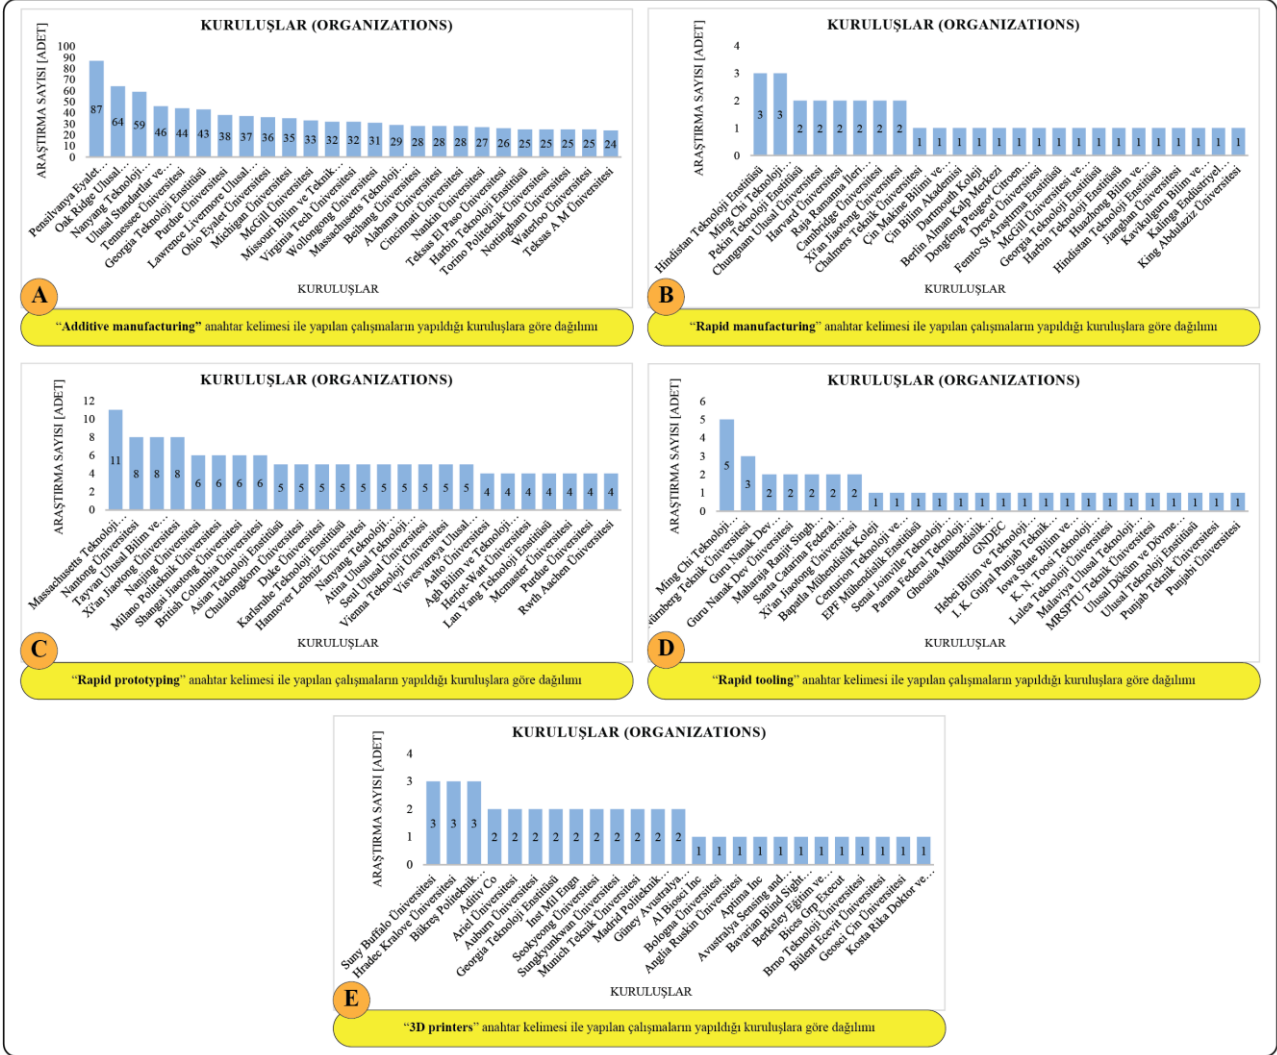 KURULUŞLAR (ORGANIZATIONS)
ARAŞTIRMA SAYISI [ADET]
100
90
80
70
60
50
40
30
20
10
0
87 64 59 46 44 43 38 37 36 35 33 32 32 31 29 28 28 28 27 26 25 25 25 25 24
Pensilvanya Eyalet…
Oak Ridge Ulusal…
Nanyang Teknoloji…
Ulusal Standartlar ve…
Tennesee Üniversitesi
Georgia Teknoloji Enstitüsü
Purdue Üniversitesi
Lawrence Livermore Ulusal…
Ohio Eyalet Üniversitesi
Michigan Üniversitesi
McGill Üniversitesi
Missouri Bilim ve Teknik…
Virginia Tech Üniversitesi
Wollongong Üniversitesi
Massachusetts Teknoloji…
Beihang Üniversitesi
Alabama Üniversitesi
Cincinnati Üniversitesi
Nankin Üniversitesi
Teksas El Paso Üniversitesi
Harbin Teknoloji Enstitüsü
Torino Politeknik Üniversitesi
Nottingham Üniversitesi
Waterloo Üniversitesi
Teksas A M Üniversitesi
KURULUŞLAR
A
“Additive manufacturing” anahtar kelimesi ile yapılan çalışmaların yapıldığı kuruluşlara göre dağılımı
KURULUŞLAR (ORGANIZATIONS)
ARAŞTIRMA SAYISI [ADET]
4
3
2
1
0
3 3 2 2 2 2 2 2 1 1 1 1 1 1 1 1 1 1 1 1 1 1 1 1 1
Hindistan Teknoloji Enstitüsü
Ming Chi Teknoloji…
Pekin Teknoloji Enstitüsü
Chungnam Ulusal Üniversitesi
Harvard Üniversitesi
Raja Ramanna İleri…
Cambridge Üniversitesi
Xi'an Jiaotong Üniversitesi
Chalmers Teknik Üniversitesi
Çin Makine Bilimi ve…
Çin Bilim Akademisi
Dartmouth Koleji
Berlin Alman Kalp Merkezi
Dongfeng Peugeot Citroen…
Drexel Üniversitesi
Femto-St Araştırma Enstitüsü
McGill Üniversitesi ve…
Georgia Teknoloji Enstitüsü
Harbin Teknoloji Enstitüsü
Huazhong Bilim ve…
Hindistan Teknoloji Enstitüsü
Jianghan Üniversitesi
Kavikulguru Bilim ve…
Kalinga Endüstriyel…
King Abdulaziz Üniversitesi
KURULUŞLAR
B
“Rapid manufacturing” anahtar kelimesi ile yapılan çalışmaların yapıldığı kuruluşlara göre dağılımı
KURULUŞLAR (ORGANIZATIONS)
ARAŞTIRMA SAYISI [ADET]
12
10
8
6
4
2
0
11 8 8 8 6 6 6 6 5 5 5 5 5 5 5 5 5 5 4 4 4 4 4 4 4
Massachusetts Teknoloji…
Nantong Üniversitesi
Tayvan Ulusal Bilim ve…
Xi'an Jiaotong Üniversitesi
Nanjing Üniversitesi
Milano Politeknik Üniversitesi
Shangai Jiaotong Üniversitesi
British Columbia Üniversitesi
Asian Teknoloji Enstitüsü
Chulalongkorn Üniversitesi
Duke Üniversitesi
Karlsruhe Teknoloji Enstitüsü
Hannover Leibniz Üniversitesi
Nanyang Teknoloji…
Atina Ulusal Teknoloji…
Seul Ulusal Üniversitesi
Vienna Teknoloji Üniversitesi
Visvesvaraya Ulusal…
Aalto Üniversitesi
Agh Bilim ve Teknoloji…
Heriot-Watt Üniversitesi
Lan Yang Teknoloji Enstitüsü
Mcmaster Üniversitesi
Purdue Üniversitesi
Rwth Aachen Üniversitesi
KURULUŞLAR
C
“Rapid prototyping” anahtar kelimesi ile yapılan çalışmaların yapıldığı kuruluşlara göre dağılımı
KURULUŞLAR (ORGANIZATIONS)
ARAŞTIRMA SAYISI [ADET]
6
5
4
3
2
1
0
5 3 2 2 2 2 2 1 1 1 1 1 1 1 1 1 1 1 1 1 1 1 1 1 1
Ming Chi Teknoloji…
Nürnberg Teknik Üniversitesi
Guru Nanak Dev…
Guru Nanak Dev Üniversitesi
Maharaja Ranjit Singh…
Santa Catarina Federal…
Xi'an Jiaotong Üniversitesi
Bapatla Mühendislik Koleji
Centurion Teknoloji ve…
EPF Mühendislik Enstitüsü
Senai Joinville Teknoloji…
Parana Federal Teknoloji…
Ghousia Mühendislik…
GNDEC
Hebei Bilim ve Teknoloji…
I. K. Gujral Punjab Teknik…
Iowa State Bilim ve…
K. N. Toosi Teknoloji…
Lulea Teknoloji Üniversitesi
Malaviya Ulusal Teknoloji…
MRSPTU Teknik Üniversitesi
Ulusal Döküm ve Dövme…
Ulusal Teknoloji Enstitüsü
Punjab Teknik Üniversitesi
Punjabi Üniversitesi
KURULUŞLAR
D
“Rapid tooling” anahtar kelimesi ile yapılan çalışmaların yapıldığı kuruluşlara göre dağılımı
KURULUŞLAR (ORGANIZATIONS)
ARAŞTIRMA SAYISI [ADET]
4
3
2
1
0
3 3 3 2 2 2 2 2 2 2 2 2 2 1 1 1 1 1 1 1 1 1 1 1 1
Suny Buffalo Üniversitesi
Hradec Kralove Üniversitesi
Bükreş Politeknik…
Aditiv Co
Ariel Üniversitesi
Auburn Üniversitesi
Georgia Teknoloji Enstitüsü
Inst Mil Engn
Seokyeong Üniversitesi
Sungkyunkwan Üniversitesi
Munich Teknik Üniversitesi
Madrid Politeknik…
Güney Avustralya…
Al Biosci Inc
Bologna Üniversitesi
Anglia Ruskin Üniversitesi
Aptima Inc
Avustralya Sensing and…
Bavarian Blind Sight…
Berkeley Eğitim ve…
Bices Grp Execut
Brno Teknoloji Üniversitesi
Bülent Ecevit Üniversitesi
Geosci Çin Üniversitesi
Kosta Rika Doktor ve…
KURULUŞLAR
E
“3D printers” anahtar kelimesi ile yapılan çalışmaların yapıldığı kuruluşlara göre dağılımı